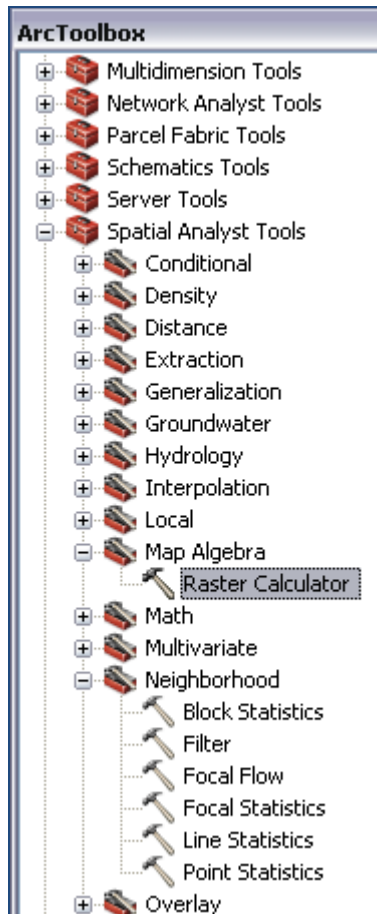 ArcToolbox
Multidimension Tools
Network Analyst Tools
Parcel Fabric Tools
Schematics Tools
Server Tools
Spatial Analyst Tools
Conditional
Density
Distance
Extraction
Generalization
Groundwater
Hydrology
Interpolation
Local
Map Algebra
Raster Calculator
Math
Multivariate
Neighborhood
Block Statistics
Filter
Focal Flow
Focal Statistics
Line Statistics
Point Statistics
Overlay